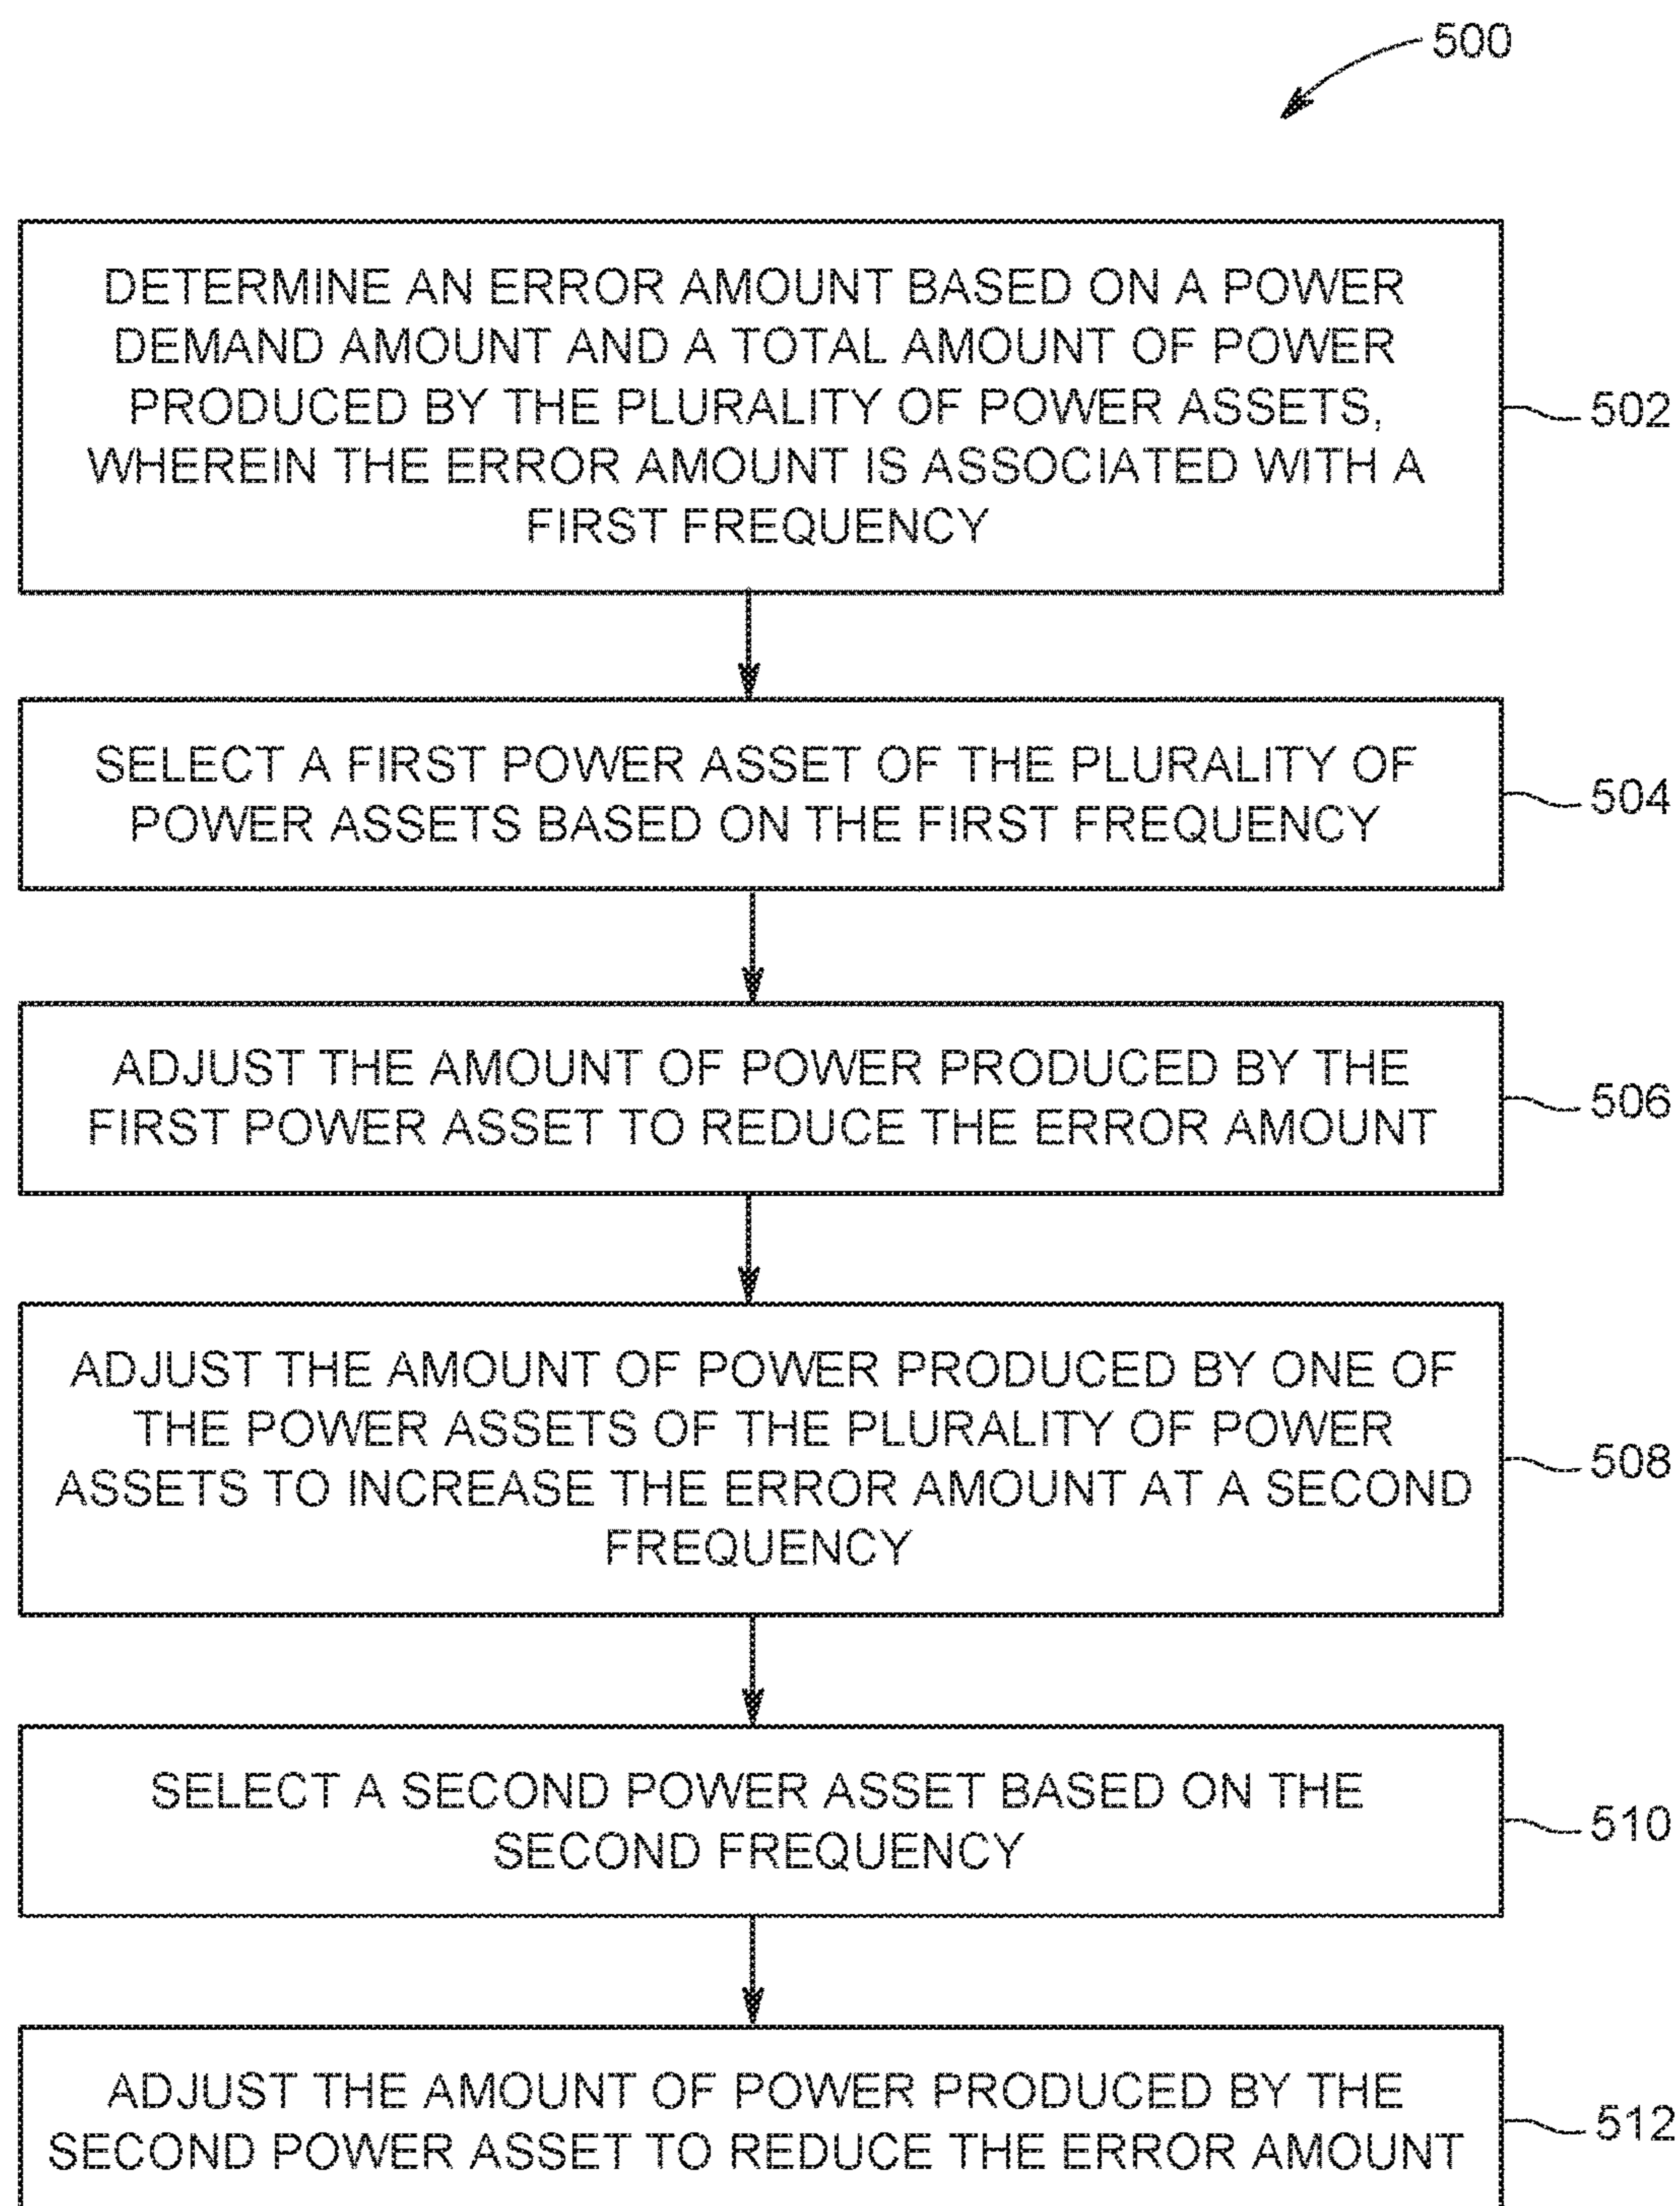 500
DETERMINE AN ERROR AMOUNT BASED ON A POWER
DEMAND AMOUNT AND A TOTAL AMOUNT OF POWER
PRODUCED BY THE PLURALITY OF POWER ASSETS,
WHEREIN THE ERROR AMOUNT IS ASSOCIATED WITH A
FIRST FREQUENCY
502
SELECT A FIRST POWER ASSET OF THE PLURALITY OF
POWER ASSETS BASED ON THE FIRST FREQUENCY
504
ADJUST THE AMOUNT OF POWER PRODUCED BY THE
FIRST POWER ASSET TO REDUCE THE ERROR AMOUNT
506
ADJUST THE AMOUNT OF POWER PRODUCED BY ONE OF
THE POWER ASSETS OF THE PLURALITY OF POWER
ASSETS TO INCREASE THE ERROR AMOUNT AT A SECOND
FREQUENCY
508
SELECT A SECOND POWER ASSET BASED ON THE
SECOND FREQUENCY
510
ADJUST THE AMOUNT OF POWER PRODUCED BY THE
SECOND POWER ASSET TO REDUCE THE ERROR AMOUNT
512